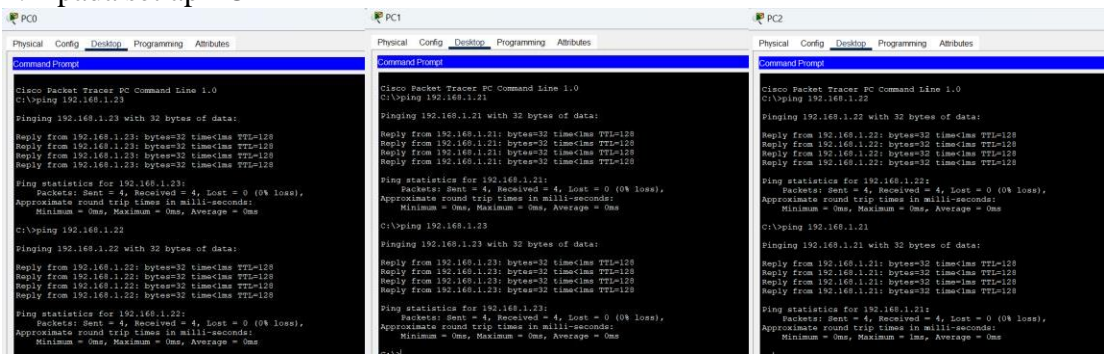 pada setiap PC
PC0
Physical Config Desktop Programming Attributes
Command Prompt
Cisco Packet Tracer PC Command Line 1.0
C:\>ping 192.168.1.23
Pinging 192.168.1.23 with 32 bytes of data:
Reply from 192.168.1.23: bytes=32 time<1ms TTL=128
Reply from 192.168.1.23: bytes=32 time<1ms TTL=128
Reply from 192.168.1.23: bytes=32 time<1ms TTL=128
Reply from 192.168.1.23: bytes=32 time<1ms TTL=128
Ping statistics for 192.168.1.23:
Packets: Sent = 4, Received = 4, Lost = 0 (0% loss),
Approximate round trip times in milli-seconds:
Minimum = 0ms, Maximum = 0ms, Average = 0ms
C:\>ping 192.168.1.22
Pinging 192.168.1.22 with 32 bytes of data:
Reply from 192.168.1.22: bytes=32 time<1ms TTL=128
Reply from 192.168.1.22: bytes=32 time<1ms TTL=128
Reply from 192.168.1.22: bytes=32 time<1ms TTL=128
Reply from 192.168.1.22: bytes=32 time<1ms TTL=128
Ping statistics for 192.168.1.22:
Packets: Sent = 4, Received = 4, Lost = 0 (0% loss),
Approximate round trip times in milli-seconds:
Minimum = 0ms, Maximum = 0ms, Average = 0ms
PC1
Physical Config Desktop Programming Attributes
Command Prompt
Cisco Packet Tracer PC Command Line 1.0
C:\>ping 192.168.1.21
Pinging 192.168.1.21 with 32 bytes of data:
Reply from 192.168.1.21: bytes=32 time<1ms TTL=128
Reply from 192.168.1.21: bytes=32 time<1ms TTL=128
Reply from 192.168.1.21: bytes=32 time<1ms TTL=128
Reply from 192.168.1.21: bytes=32 time<1ms TTL=128
Ping statistics for 192.168.1.21:
Packets: Sent = 4, Received = 4, Lost = 0 (0% loss),
Approximate round trip times in milli-seconds:
Minimum = 0ms, Maximum = 0ms, Average = 0ms
C:\>ping 192.168.1.23
Pinging 192.168.1.23 with 32 bytes of data:
Reply from 192.168.1.23: bytes=32 time<1ms TTL=128
Reply from 192.168.1.23: bytes=32 time<1ms TTL=128
Reply from 192.168.1.23: bytes=32 time<1ms TTL=128
Reply from 192.168.1.23: bytes=32 time<1ms TTL=128
Ping statistics for 192.168.1.23:
Packets: Sent = 4, Received = 4, Lost = 0 (0% loss),
Approximate round trip times in milli-seconds:
Minimum = 0ms, Maximum = 0ms, Average = 0ms
PC2
Physical Config Desktop Programming Attributes
Command Prompt
Cisco Packet Tracer PC Command Line 1.0
C:\>ping 192.168.1.22
Pinging 192.168.1.22 with 32 bytes of data:
Reply from 192.168.1.22: bytes=32 time<1ms TTL=128
Reply from 192.168.1.22: bytes=32 time<1ms TTL=128
Reply from 192.168.1.22: bytes=32 time<1ms TTL=128
Reply from 192.168.1.22: bytes=32 time<1ms TTL=128
Ping statistics for 192.168.1.22:
Packets: Sent = 4, Received = 4, Lost = 0 (0% loss),
Approximate round trip times in milli-seconds:
Minimum = 0ms, Maximum = 0ms, Average = 0ms
C:\>ping 192.168.1.21
Pinging 192.168.1.21 with 32 bytes of data:
Reply from 192.168.1.21: bytes=32 time<1ms TTL=128
Reply from 192.168.1.21: bytes=32 time<1ms TTL=128
Reply from 192.168.1.21: bytes=32 time=1ms TTL=128
Reply from 192.168.1.21: bytes=32 time<1ms TTL=128
Ping statistics for 192.168.1.21:
Packets: Sent = 4, Received = 4, Lost = 0 (0% loss),
Approximate round trip times in milli-seconds:
Minimum = 0ms, Maximum = 1ms, Average = 0ms